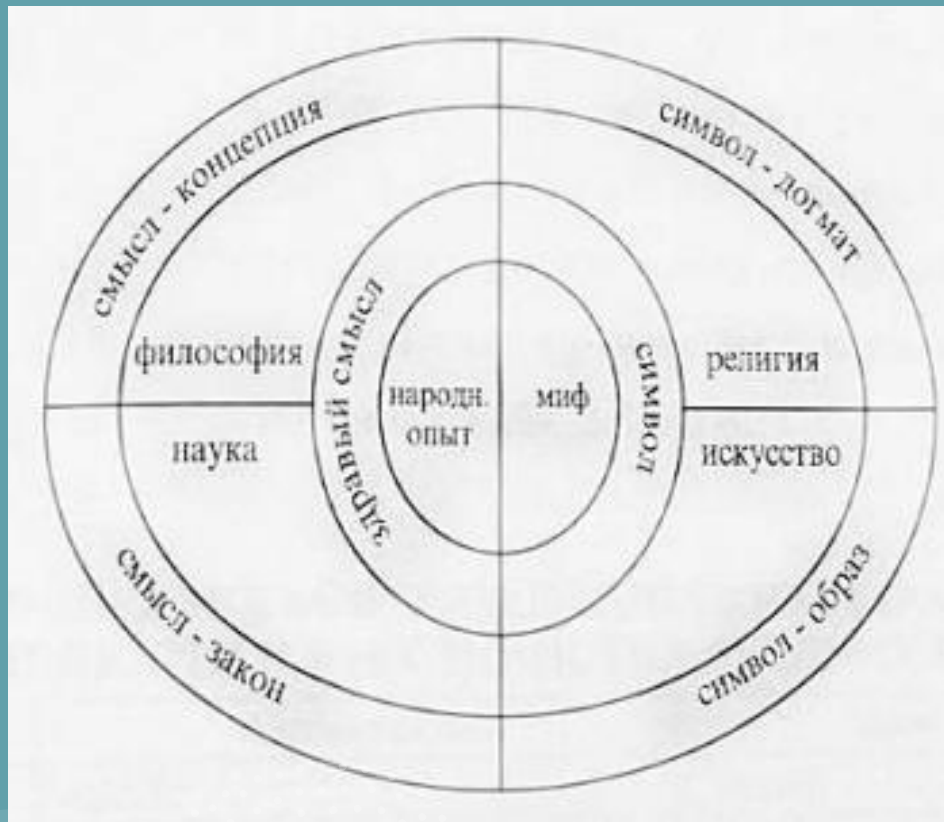 смысл - концепция
символ - догмат
философия
религия
здравый смысл
народн.
опыт
миф
символ
наука
искусство
смысл - закон
символ - образ